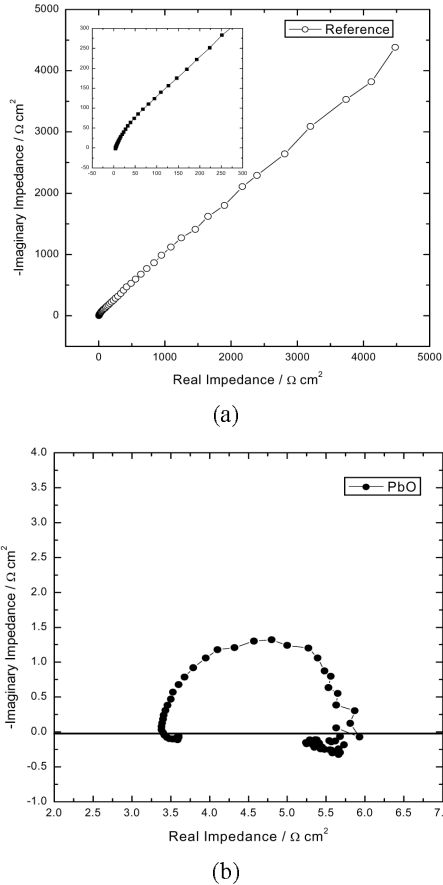 (a)
5000
4000
3000
2000
1000
0
-Imaginary Impedance / Ω cm²
Reference
300
250
200
150
100
50
0
-50
-50 0 50 100 150 200 250 300
0 1000 2000 3000 4000 5000
Real Impedance / Ω cm²
(a)
(b)
4.0
3.5
3.0
2.5
2.0
1.5
1.0
0.5
0.0
-0.5
-1.0
-Imaginary Impedance / Ω cm²
PbO
2.0 2.5 3.0 3.5 4.0 4.5 5.0 5.5 6.0 6.5 7.
Real Impedance / Ω cm²
(b)